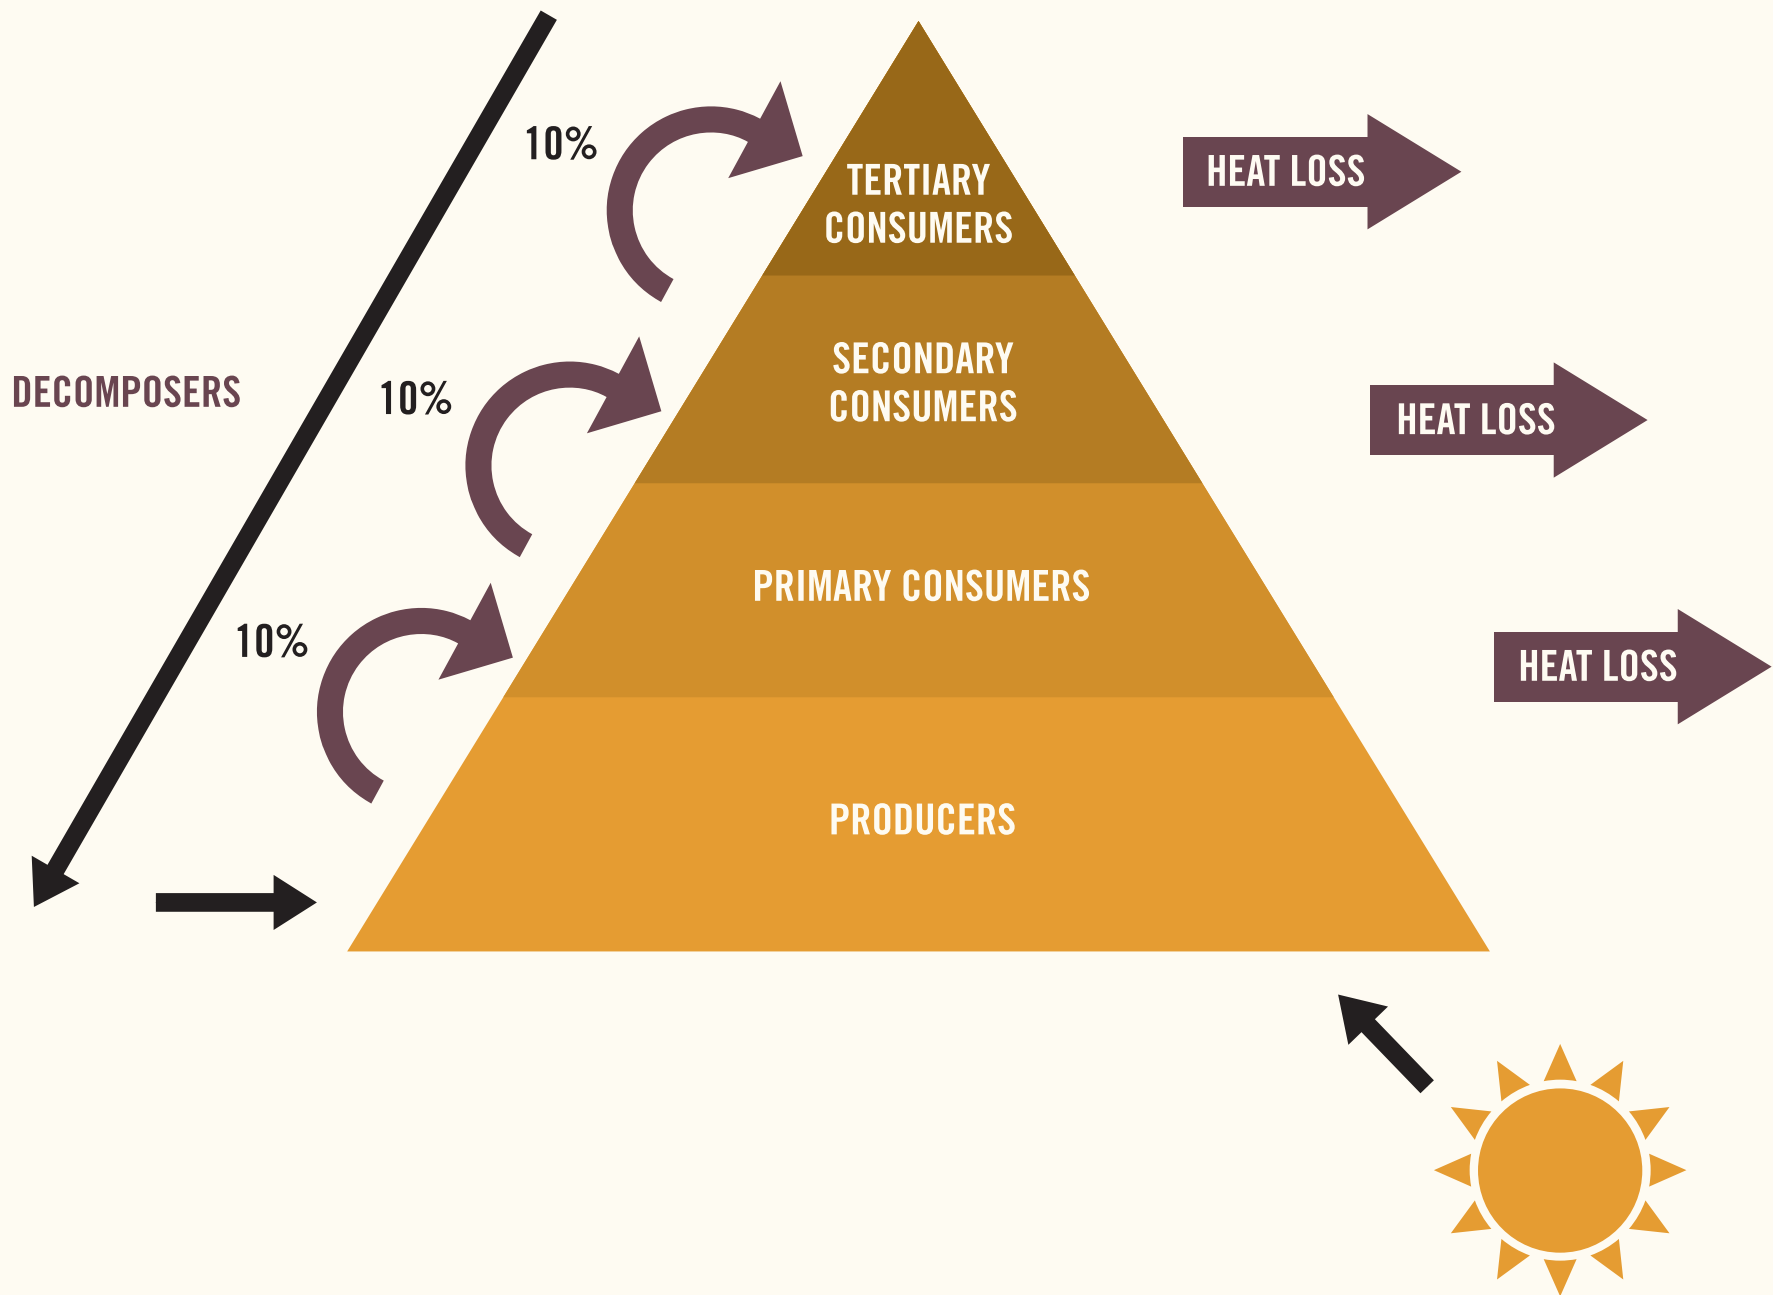 10%
TERTIARY
CONSUMERS
HEAT LOSS
DECOMPOSERS
10%
SECONDARY
CONSUMERS
HEAT LOSS
10%
PRIMARY CONSUMERS
HEAT LOSS
PRODUCERS